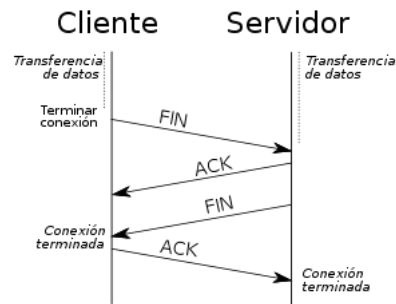 Cliente
Servidor
Transferencia
de datos
Transferencia
de datos
Terminar
conexión
FIN
ACK
FIN
Conexión
terminada
ACK
Conexión
terminada